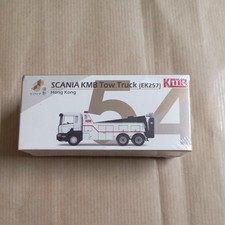 SCANIA KMB Tow Truck (EK257)
Hong Kong
KMB
54